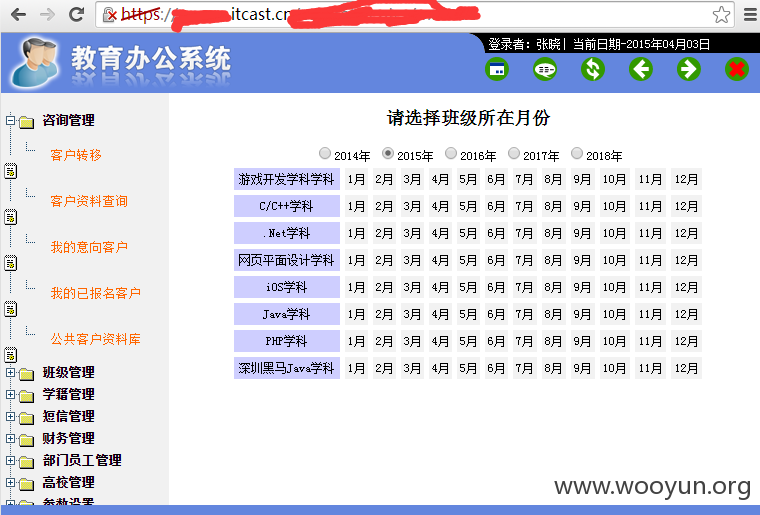 https:// itcast.cn
登录者：张晓| 当前日期-2015年04月03日
教育办公系统
咨询管理
客户转移
客户资料查询
我的意向客户
我的已报名客户
公共客户资料库
班级管理
学籍管理
短信管理
财务管理
部门员工管理
高校管理
参数设置
请选择班级所在月份
2014年 2015年 2016年 2017年 2018年
游戏开发学科学科 1月 2月 3月 4月 5月 6月 7月 8月 9月 10月 11月 12月
C/C++学科 1月 2月 3月 4月 5月 6月 7月 8月 9月 10月 11月 12月
.Net学科 1月 2月 3月 4月 5月 6月 7月 8月 9月 10月 11月 12月
网页平面设计学科 1月 2月 3月 4月 5月 6月 7月 8月 9月 10月 11月 12月
iOS学科 1月 2月 3月 4月 5月 6月 7月 8月 9月 10月 11月 12月
Java学科 1月 2月 3月 4月 5月 6月 7月 8月 9月 10月 11月 12月
PHP学科 1月 2月 3月 4月 5月 6月 7月 8月 9月 10月 11月 12月
深圳黑马Java学科 1月 2月 3月 4月 5月 6月 7月 8月 9月 10月 11月 12月
www.wooyun.org